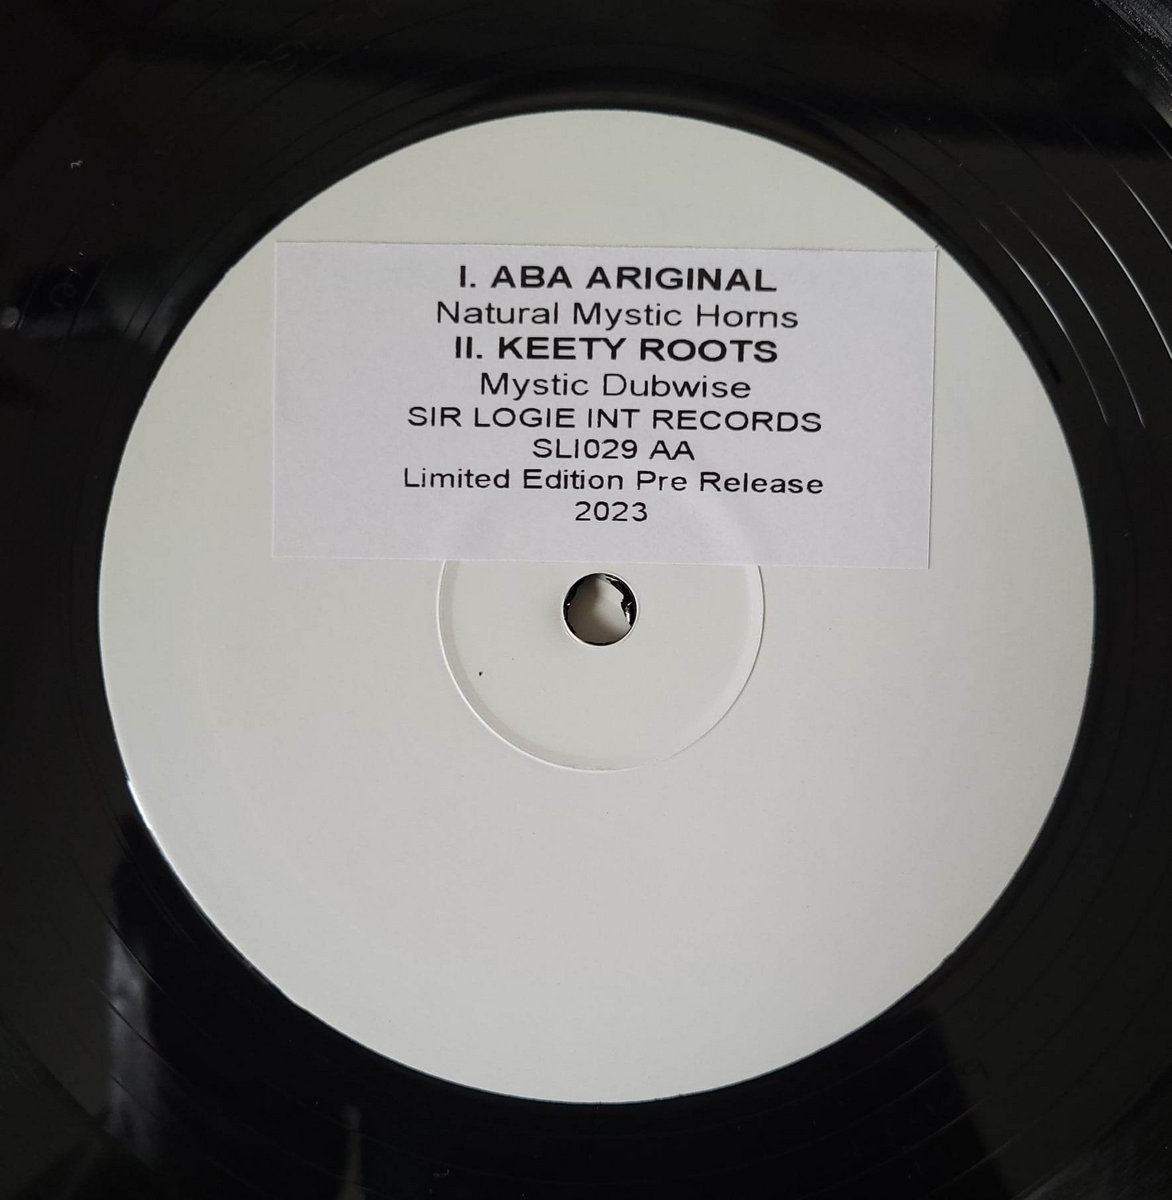 I. ABA ARIGINAL
Natural Mystic Horns
II. KEETY ROOTS
Mystic Dubwise
SIR LOGIE INT RECORDS
SLI029 AA
Limited Edition Pre Release
2023